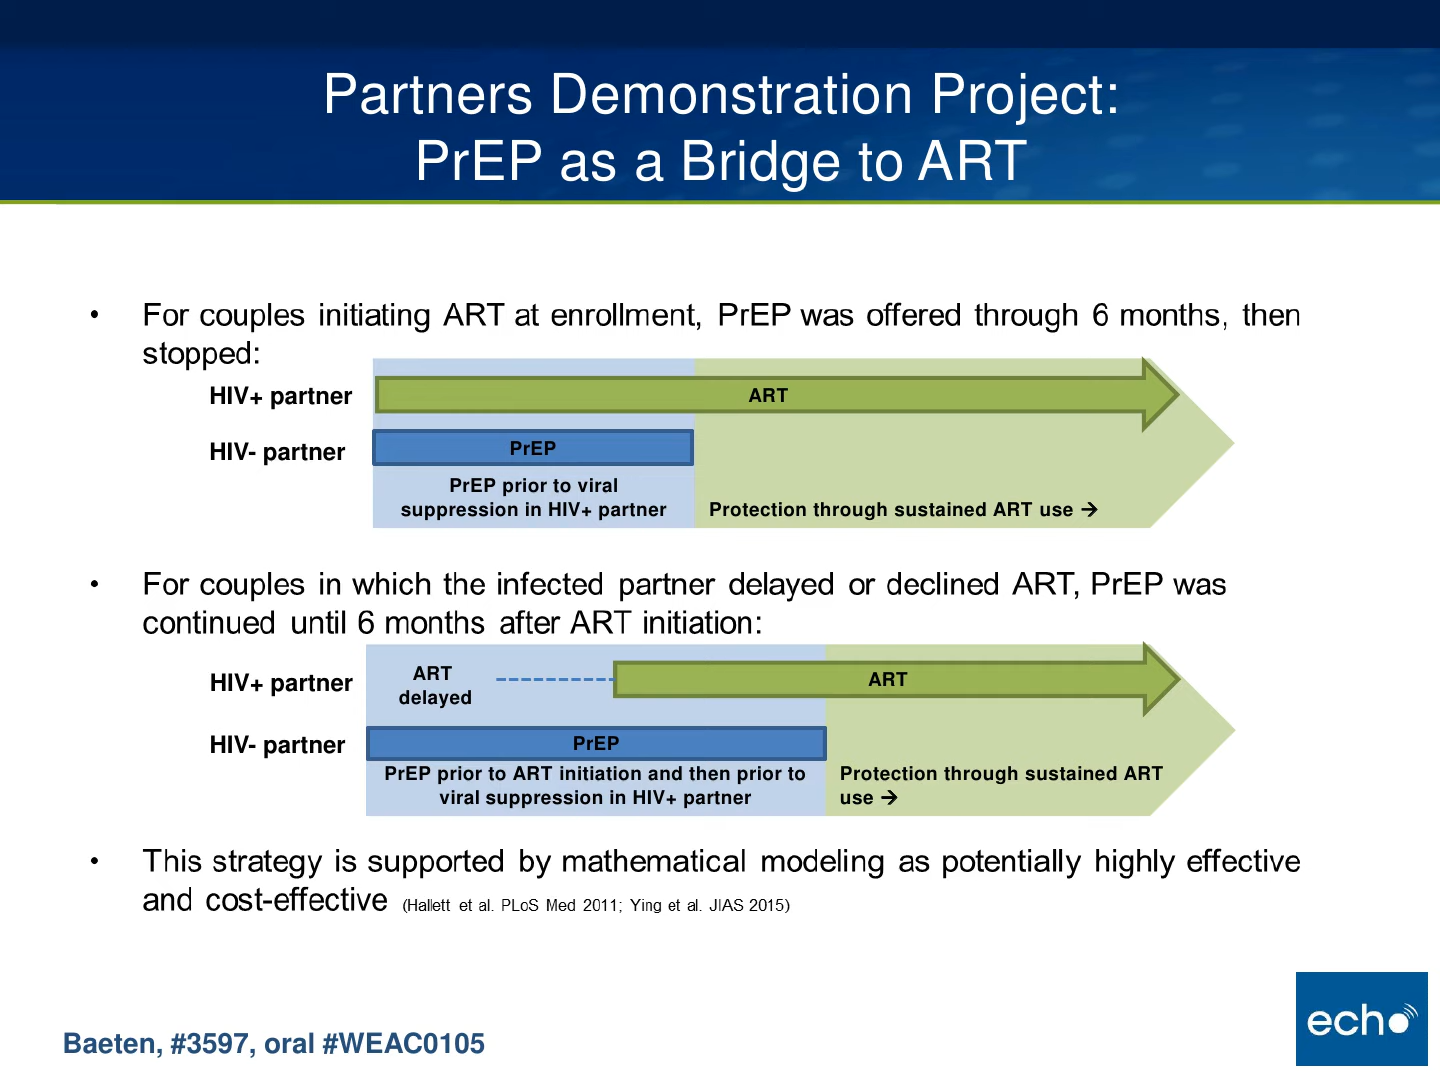 Partners Demonstration Project:
PrEP as a Bridge to ART
• For couples initiating ART at enrollment, PrEP was offered through 6 months, then
stopped:
HIV+ partner
ART
HIV- partner
PrEP
PrEP prior to viral
suppression in HIV+ partner
Protection through sustained ART use →
• For couples in which the infected partner delayed or declined ART, PrEP was
continued until 6 months after ART initiation:
HIV+ partner
ART
delayed
ART
HIV- partner
PrEP
PrEP prior to ART initiation and then prior to
viral suppression in HIV+ partner
Protection through sustained ART
use →
• This strategy is supported by mathematical modeling as potentially highly effective
and cost-effective (Hallett et al. PLoS Med 2011; Ying et al. JIAS 2015)
Baeten, #3597, oral #WEAC0105
echo